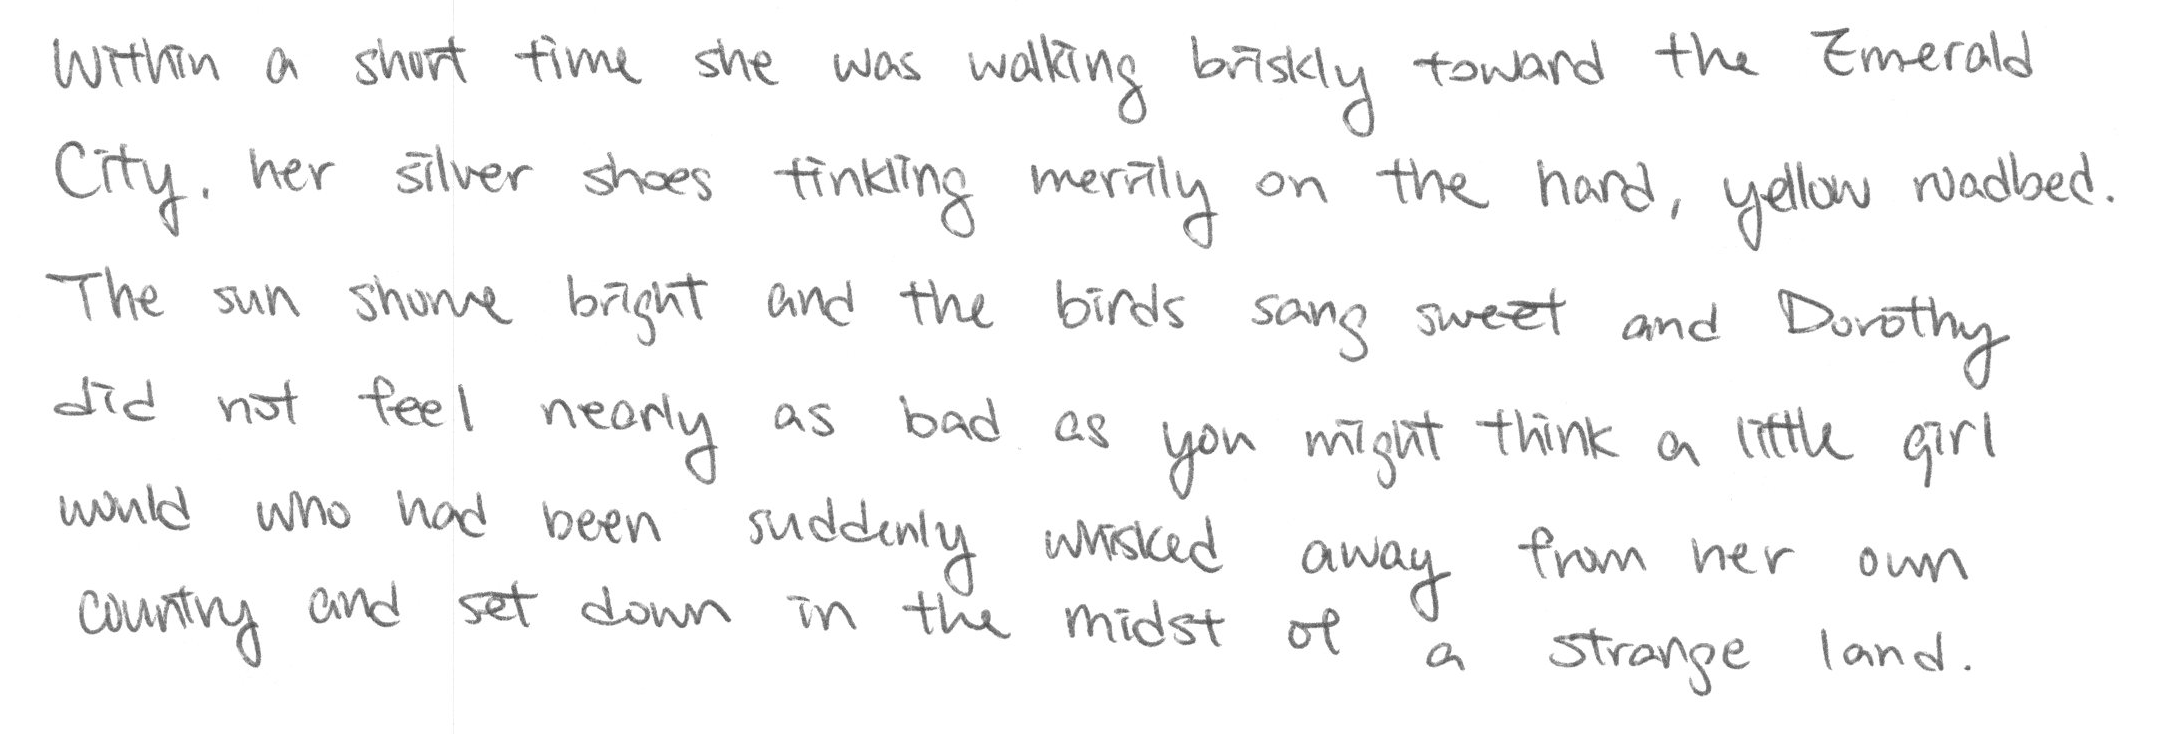 Within a short time she was walking briskly toward the Emerald
City, her silver shoes tinkling merrily on the hard, yellow roadbed.
The sun shone bright and the birds sang sweet and Dorothy
did not feel nearly as bad as you might think a little girl
would who had been suddenly whisked away from her own
country and set down in the midst of a strange land.